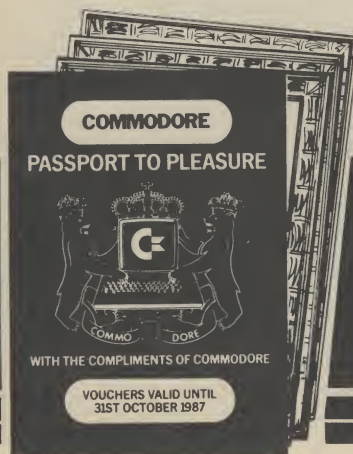 COMMODORE
PASSPORT TO PLEASURE
COMMO DORE
WITH THE COMPLIMENTS OF COMMODORE
VOUCHERS VALID UNTIL
31ST OCTOBER 1987